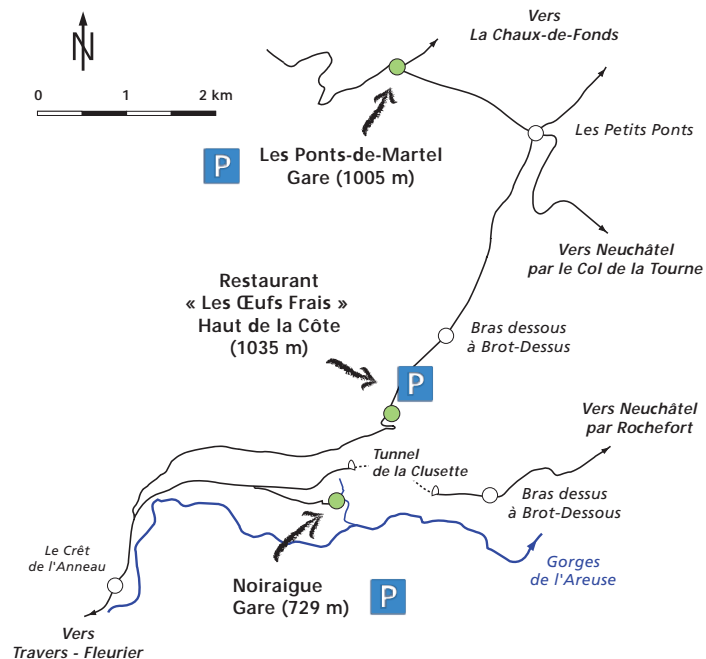 Vers
La Chaux-de-Fonds
N
0 1 2 km
Les Petits Ponts
P
Les Ponts-de-Martel
Gare (1005 m)
Vers Neuchâtel
par le Col de la Tourne
Restaurant
« Les Œufs Frais »
Haut de la Côte
(1035 m)
Bras dessous
à Brot-Dessus
P
Vers Neuchâtel
par Rochefort
Tunnel
de la Clusette
Bras dessus
à Brot-Dessous
Le Crêt
de l'Anneau
Gorges
de l'Areuse
Noiraigue
Gare (729 m)
P
Vers
Travers - Fleurier